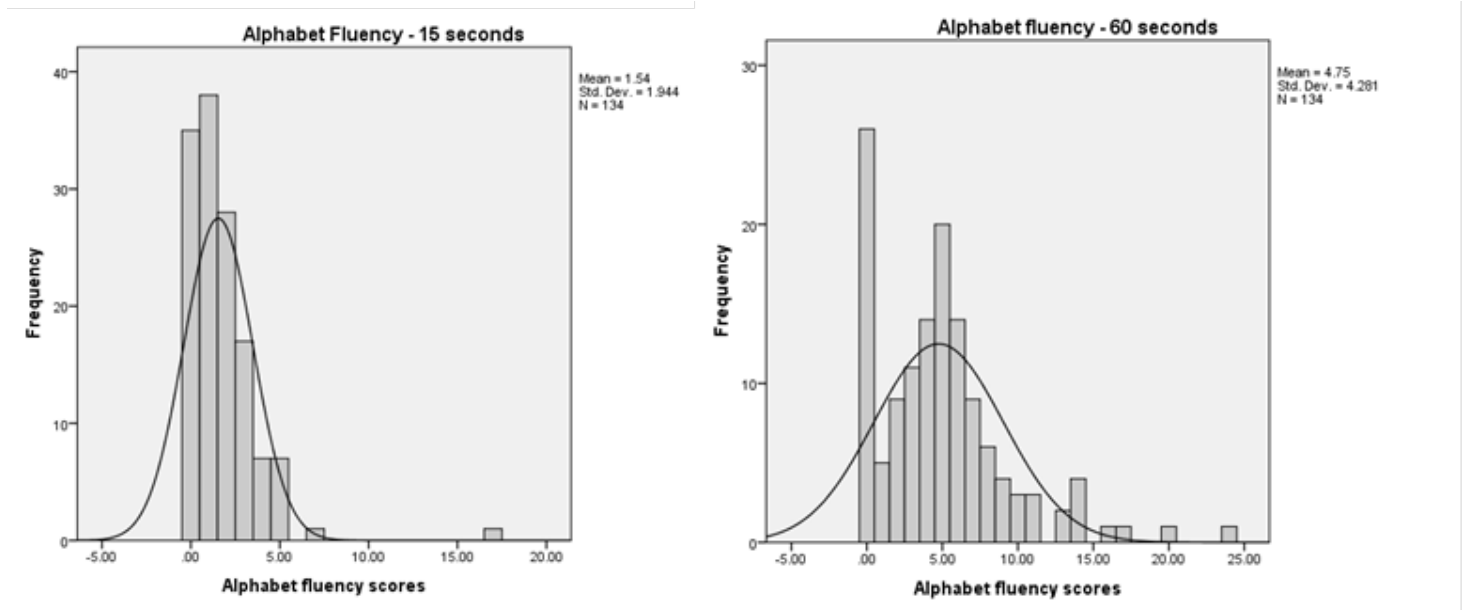 Alphabet Fluency - 15 seconds
Mean = 1.54
Std. Dev. = 1.944
N = 134
40
30
20
10
0
Frequency
-5.00 .00 5.00 10.00 15.00 20.00
Alphabet fluency scores
Alphabet fluency - 60 seconds
Mean = 4.75
Std. Dev. = 4.281
N = 134
30
20
10
0
Frequency
-5.00 .00 5.00 10.00 15.00 20.00 25.00
Alphabet fluency scores